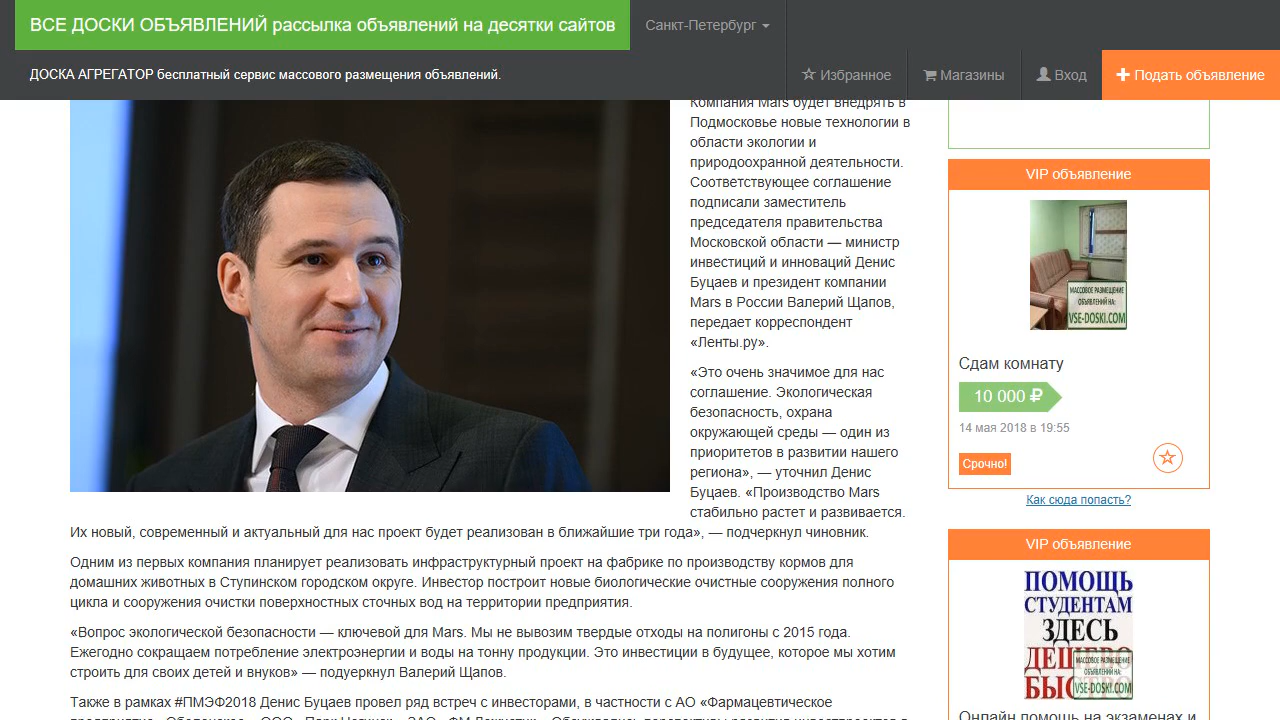 ВСЕ ДОСКИ ОБЪЯВЛЕНИЙ рассылка объявлений на десятки сайтов
Санкт-Петербург
ДОСКА АГРЕГАТОР бесплатный сервис массового размещения объявлений.
Избранное
Магазины
Вход
Подать объявление
Компания Mars будет внедрять в
Подмосковье новые технологии в
области экологии и
природоохранной деятельности.
Соответствующее соглашение
подписали заместитель
председателя правительства
Московской области — министр
инвестиций и инноваций Денис
Буцаев и президент компании
Mars в России Валерий Щапов,
передает корреспондент
«Ленты.ру».
«Это очень значимое для нас
соглашение. Экологическая
безопасность, охрана
окружающей среды — один из
приоритетов в развитии нашего
региона», — уточнил Денис
Буцаев. «Производство Mars
стабильно растет и развивается.
Их новый, современный и актуальный для нас проект будет реализован в ближайшие три года», — подчеркнул чиновник.
Одним из первых компания планирует реализовать инфраструктурный проект на фабрике по производству кормов для
домашних животных в Ступинском городском округе. Инвестор построит новые биологические очистные сооружения полного
цикла и сооружения очистки поверхностных сточных вод на территории предприятия.
«Вопрос экологической безопасности — ключевой для Mars. Мы не вывозим твердые отходы на полигоны с 2015 года.
Ежегодно сокращаем потребление электроэнергии и воды на тонну продукции. Это инвестиции в будущее, которое мы хотим
строить для своих детей и внуков» — подуеркнул Валерий Щапов.
Также в рамках #ПМЭФ2018 Денис Буцаев провел ряд встреч с инвесторами, в частности с АО «Фармацевтическое
VIP объявление
МАССОВОЕ РАЗМЕЩЕНИЕ
ОБЪЯВЛЕНИЙ НА:
VSE-DOSKI.COM
Сдам комнату
10 000 ₽
14 мая 2018 в 19:55
Срочно!
Как сюда попасть?
VIP объявление
ПОМОЩЬ
СТУДЕНТАМ
ЗДЕСЬ
ДЕШЕВО
БЫСТРО
МАССОВОЕ РАЗМЕЩЕНИЕ
ОБЪЯВЛЕНИЙ НА:
VSE-DOSKI.COM
Онлайн помощь на экзаменах и